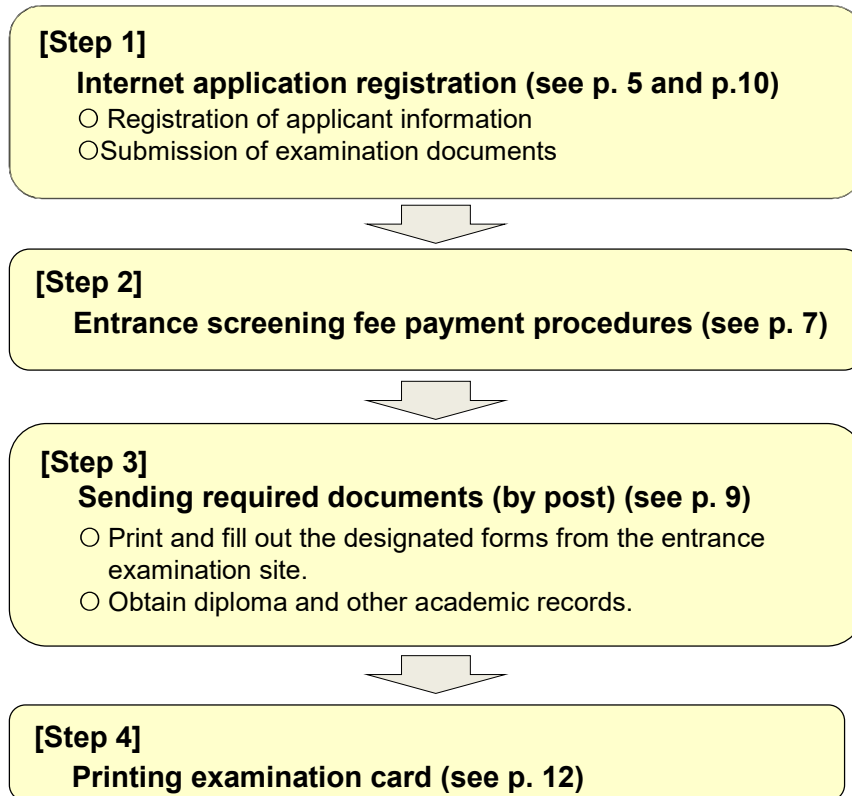 [Step 1]
Internet application registration (see p. 5 and p.10)
○ Registration of applicant information
○Submission of examination documents
[Step 2]
Entrance screening fee payment procedures (see p. 7)
[Step 3]
Sending required documents (by post) (see p. 9)
○ Print and fill out the designated forms from the entrance
examination site.
○ Obtain diploma and other academic records.
[Step 4]
Printing examination card (see p. 12)